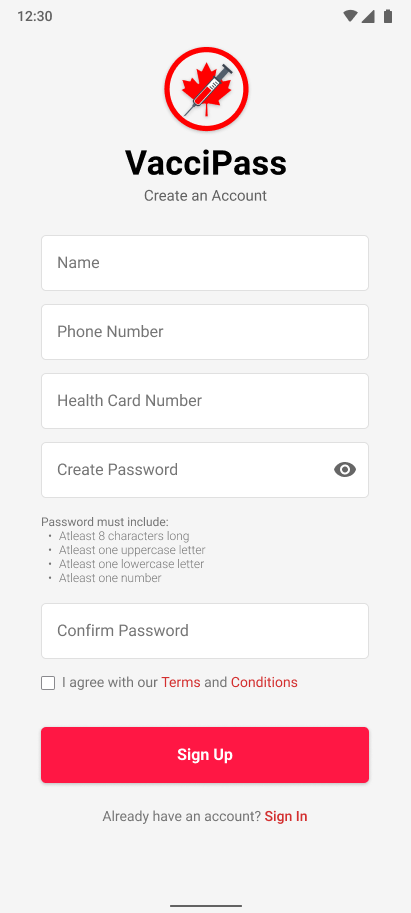 12:30
VacciPass
Create an Account
Name
Phone Number
Health Card Number
Create Password
Password must include:
• Atleast 8 characters long
• Atleast one uppercase letter
• Atleast one lowercase letter
• Atleast one number
Confirm Password
I agree with our Terms and Conditions
Sign Up
Already have an account? Sign In